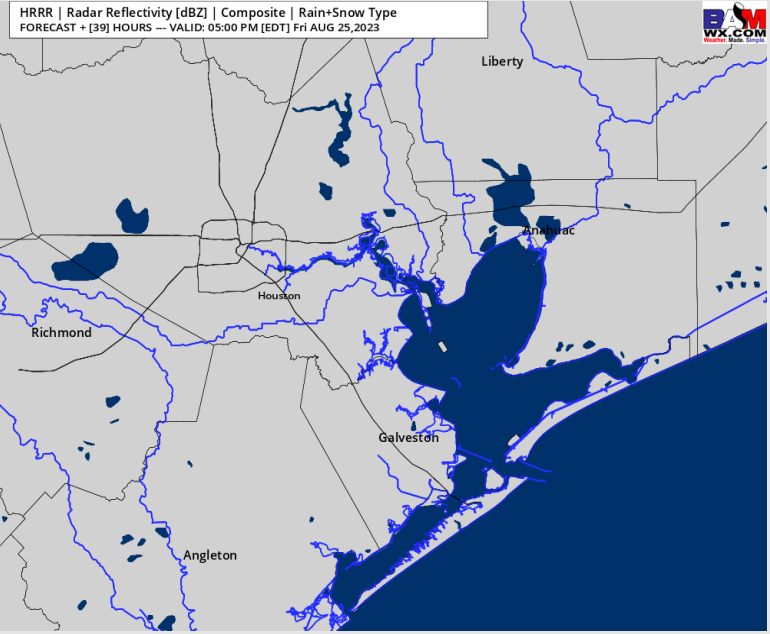 HRRR | Radar Reflectivity [dBZ] | Composite | Rain+Snow Type
FORECAST + [39] HOURS --- VALID: 05:00 PM [EDT] Fri AUG 25,2023
BAM
WX.COM
Weather. Made. Simple.
Liberty
Anahuac
Houston
Richmond
Galveston
Angleton